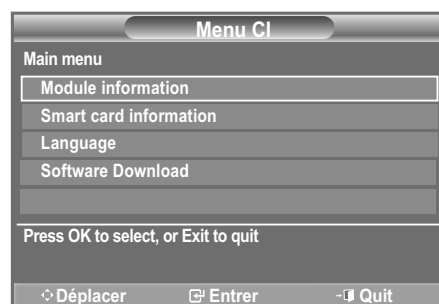 Menu CI
Main menu
Module information
Smart card information
Language
Software Download
Press OK to select, or Exit to quit
Déplacer Entrer Quit